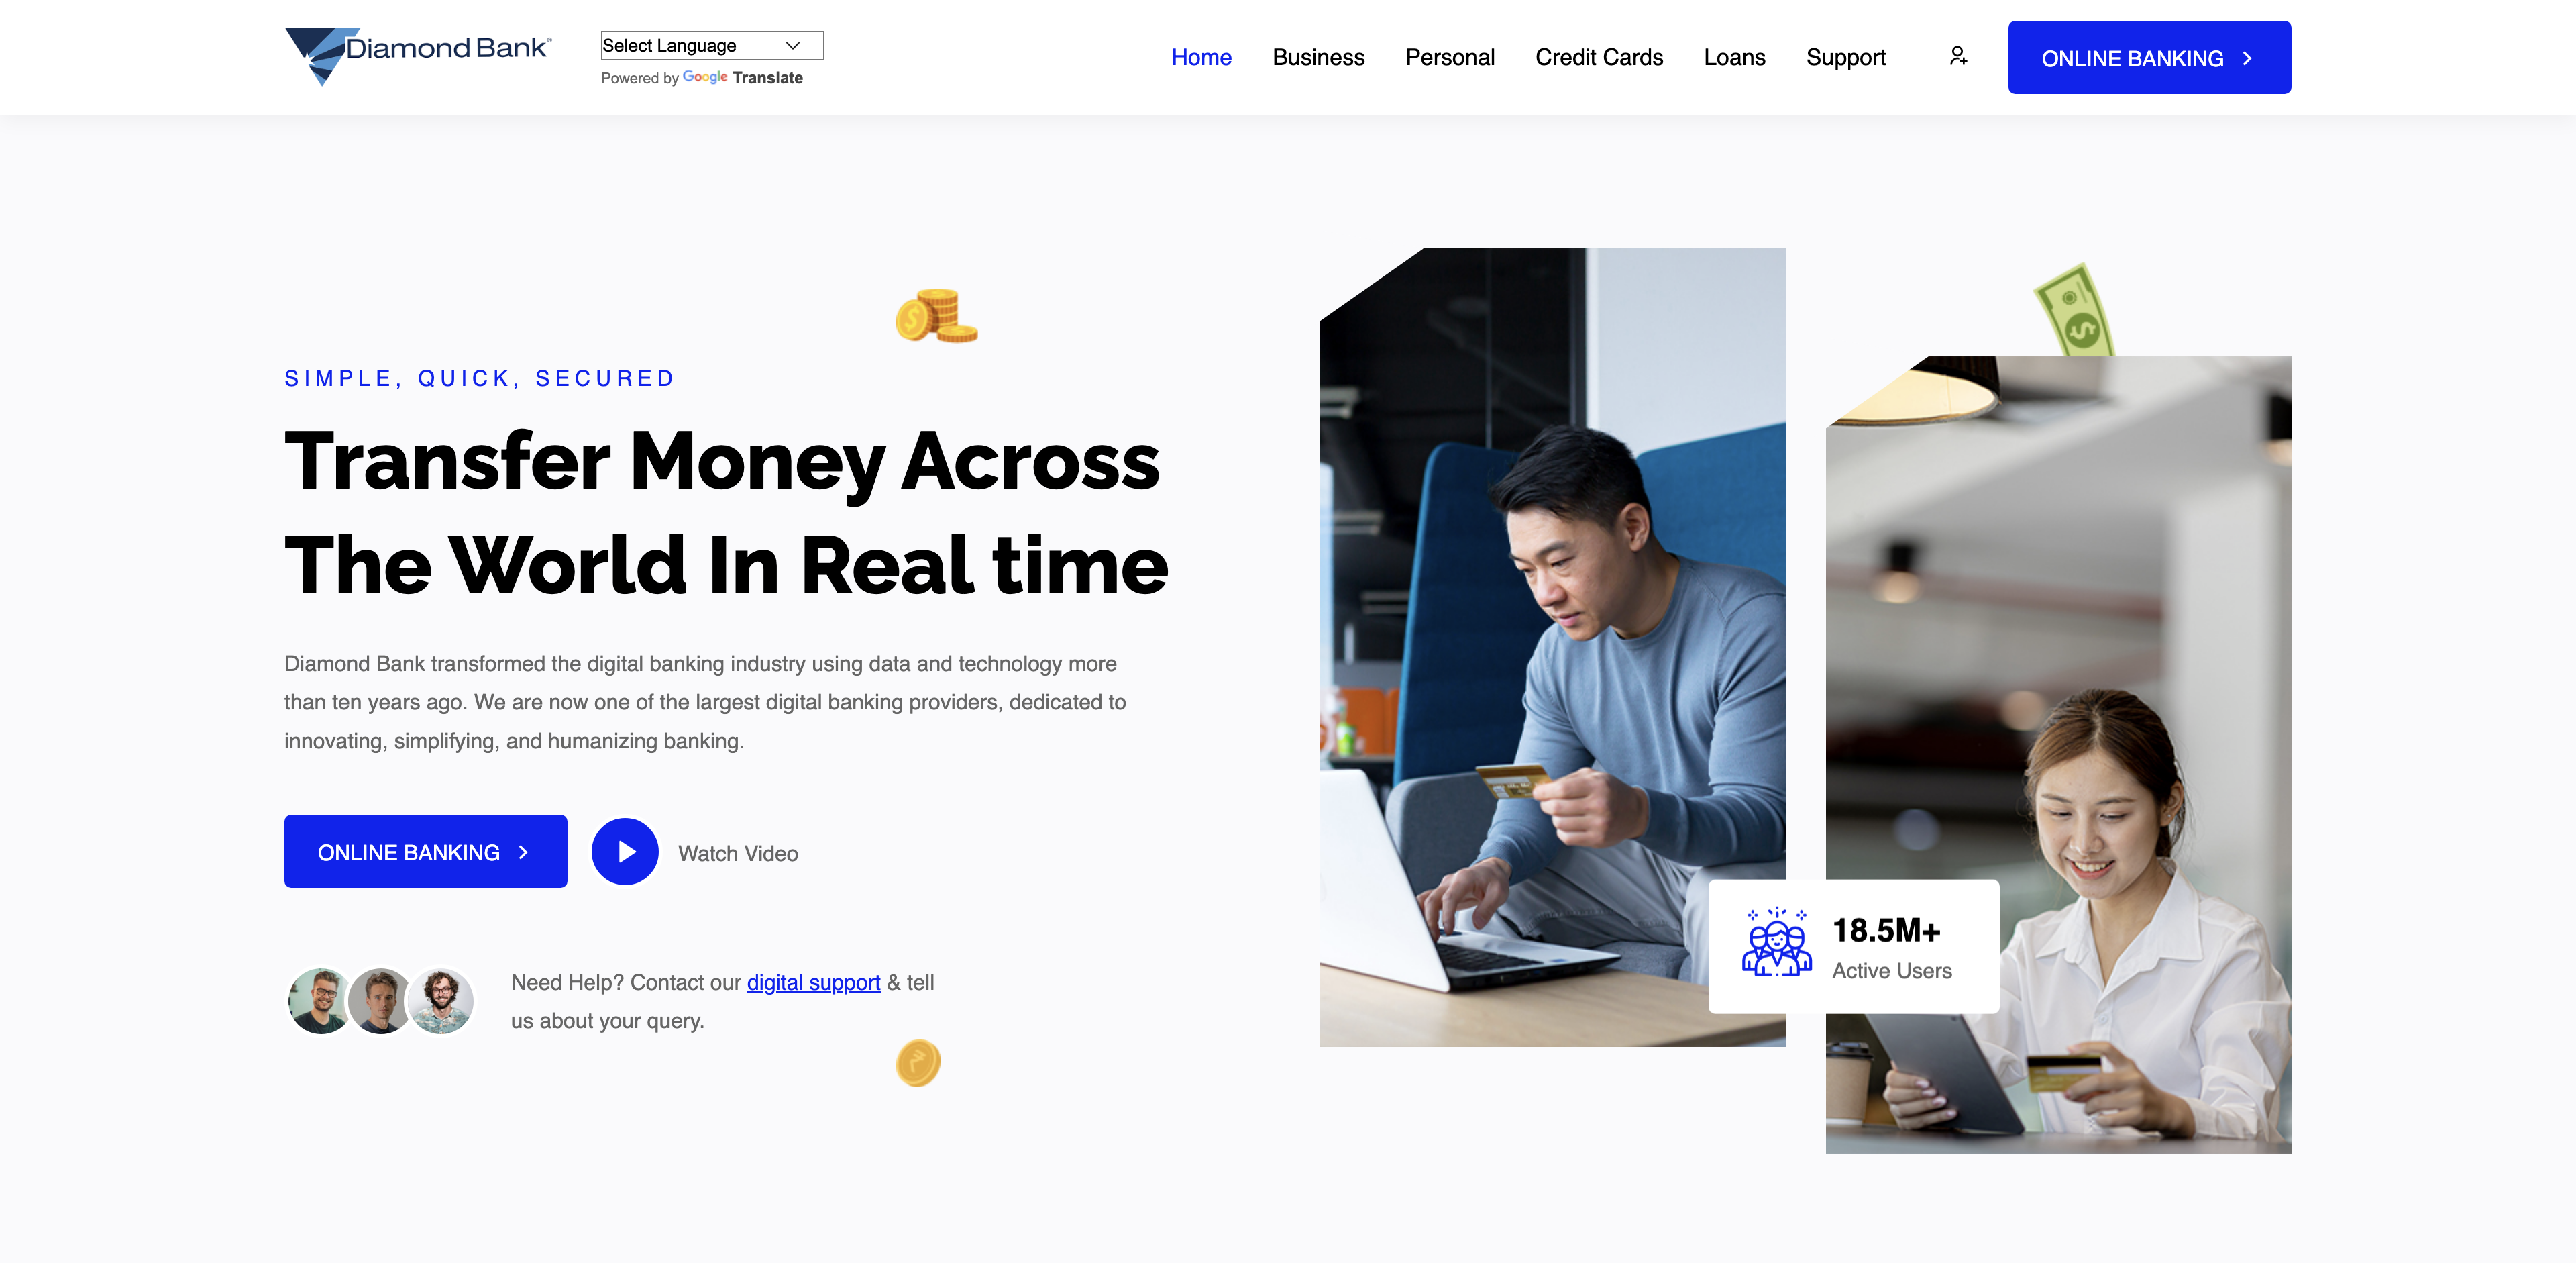 Diamond Bank®
Select Language
Powered by Google Translate
Home
Business
Personal
Credit Cards
Loans
Support
ONLINE BANKING
SIMPLE, QUICK, SECURED
Transfer Money Across
The World In Real time
Diamond Bank transformed the digital banking industry using data and technology more
than ten years ago. We are now one of the largest digital banking providers, dedicated to
innovating, simplifying, and humanizing banking.
ONLINE BANKING
Watch Video
Need Help? Contact our digital support & tell
us about your query.
18.5M+
Active Users